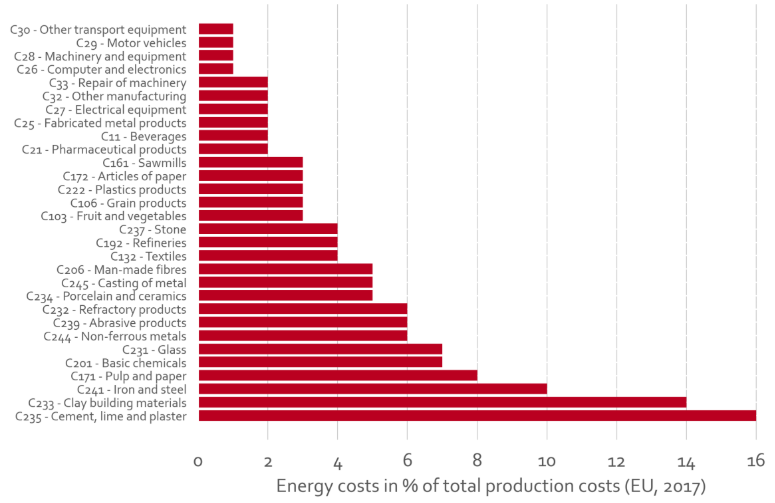 C30 - Other transport equipment
C29 - Motor vehicles
C28 - Machinery and equipment
C26 - Computer and electronics
C33 - Repair of machinery
C32 - Other manufacturing
C27 - Electrical equipment
C25 - Fabricated metal products
C11 - Beverages
C21 - Pharmaceutical products
C161 - Sawmills
C172 - Articles of paper
C222 - Plastics products
C106 - Grain products
C103 - Fruit and vegetables
C237 - Stone
C192 - Refineries
C132 - Textiles
C206 - Man-made fibres
C245 - Casting of metal
C234 - Porcelain and ceramics
C232 - Refractory products
C239 - Abrasive products
C244 - Non-ferrous metals
C231 - Glass
C201 - Basic chemicals
C171 - Pulp and paper
C241 - Iron and steel
C233 - Clay building materials
C235 - Cement, lime and plaster
0 2 4 6 8 10 12 14 16
Energy costs in % of total production costs (EU, 2017)